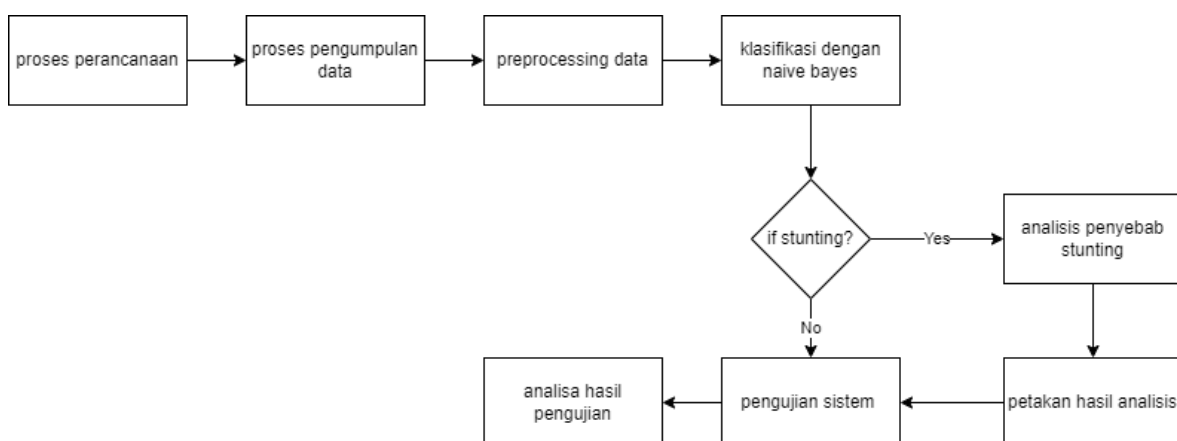 proses perancanaan
proses pengumpulan
data
preprocessing data
klasifikasi dengan
naive bayes
if stunting?
Yes
analisis penyebab
stunting
No
analisa hasil
pengujian
pengujian sistem
petakan hasil analisis